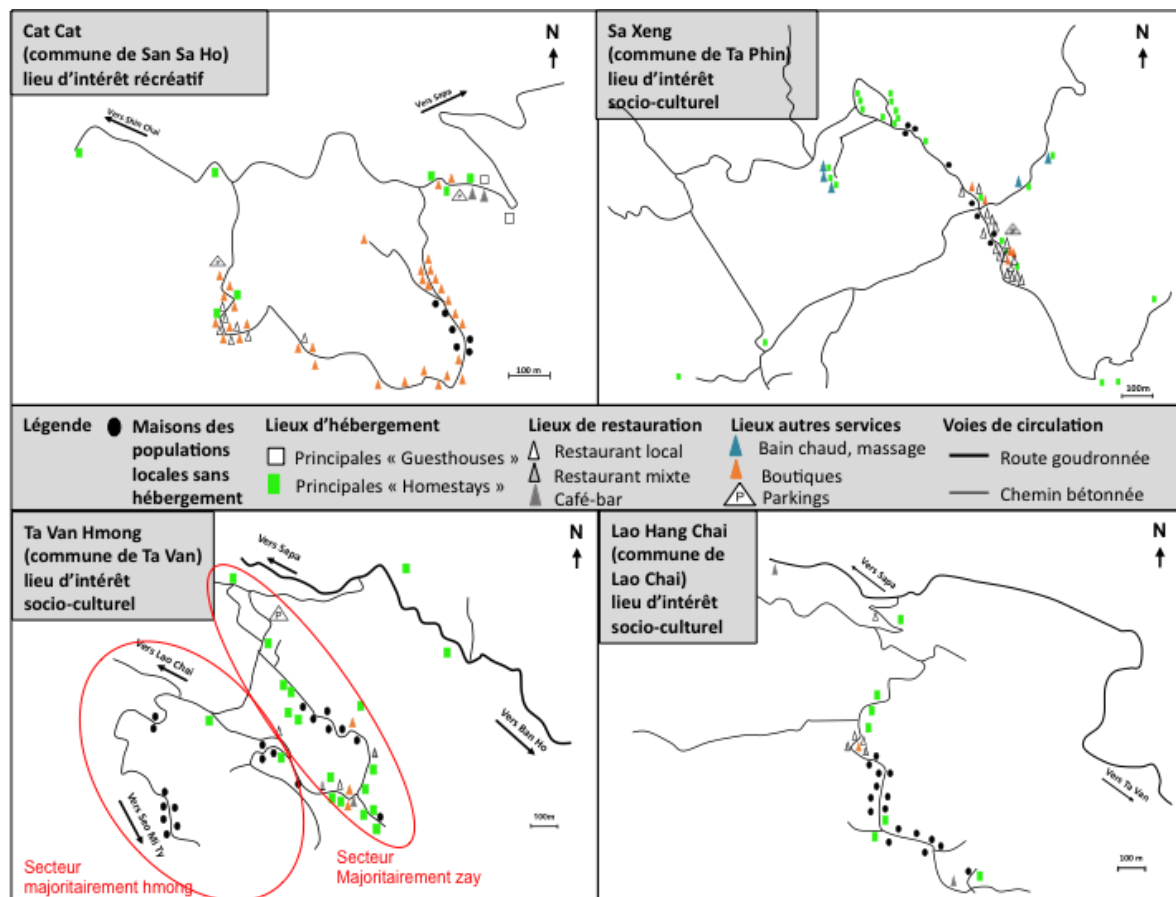 Cat Cat
(commune de San Sa Ho)
lieu d'intérêt récréatif
N
Vers Shin Chai
Vers Sapa
P
P
100 m
Sa Xeng
(commune de Ta Phin)
lieu d'intérêt
socio-culturel
N
P
100m
Légende
Maisons des
populations
locales sans
hébergement
Lieux d'hébergement
Principales « Guesthouses »
Principales « Homestays »
Lieux de restauration
Restaurant local
Restaurant mixte
Café-bar
Lieux autres services
Bain chaud, massage
Boutiques
P Parkings
Voies de circulation
Route goudronnée
Chemin bétonnée
Ta Van Hmong
(commune de Ta Van)
lieu d'intérêt
socio-culturel
N
Vers Sapa
P
Vers Lao Chai
Vers Ban Ho
Vers Seo Mi Ty
100m
Secteur
majoritairement hmong
Secteur
Majoritairement zay
Lao Hang Chai
(commune de
Lao Chai)
lieu d'intérêt
socio-culturel
N
Vers Sapa
Vers Ta Van
100 m